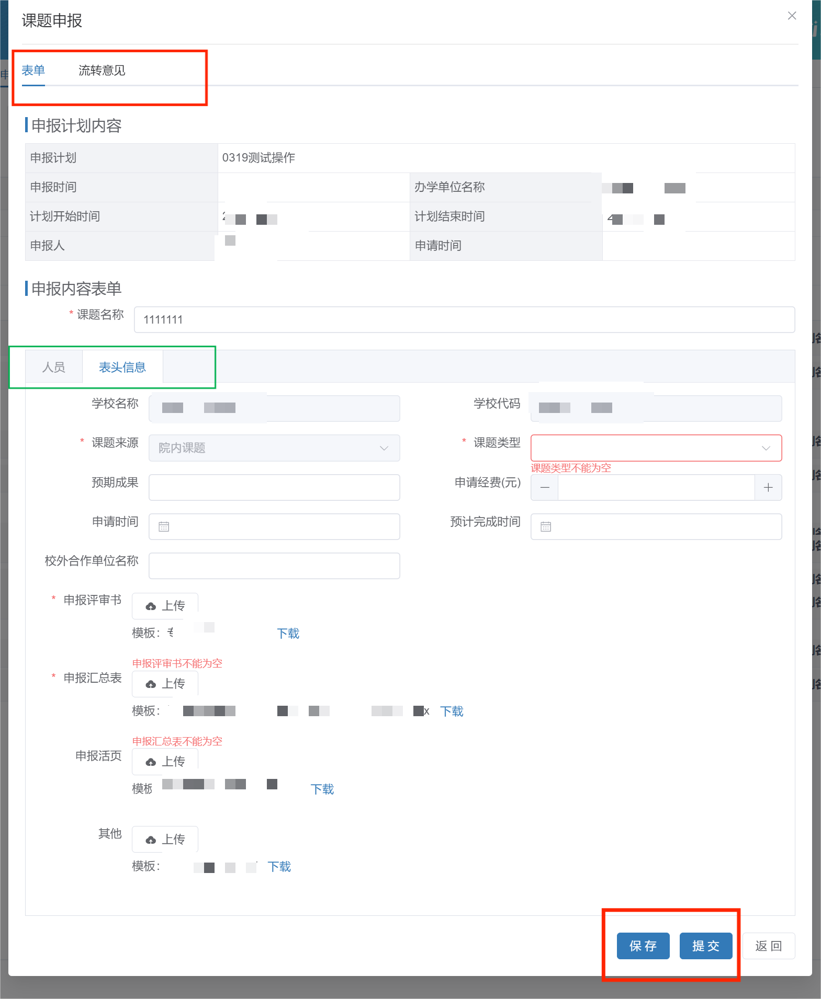 课题申报
表单 流转意见
申报计划内容
申报计划 0319测试操作
申报时间 办学单位名称
计划开始时间 计划结束时间
申报人 申请时间
申报内容表单
* 课题名称 1111111
人员 表头信息
学校名称 学校代码
* 课题来源 院内课题 * 课题类型
课题类型不能为空
预期成果 申请经费(元)
申请时间 预计完成时间
校外合作单位名称
* 申报评审书 上传
模板： 下载
申报评审书不能为空
* 申报汇总表 上传
模板： x 下载
申报汇总表不能为空
申报活页 上传
模板 下载
其他 上传
模板： 下载
保存 提交 返回